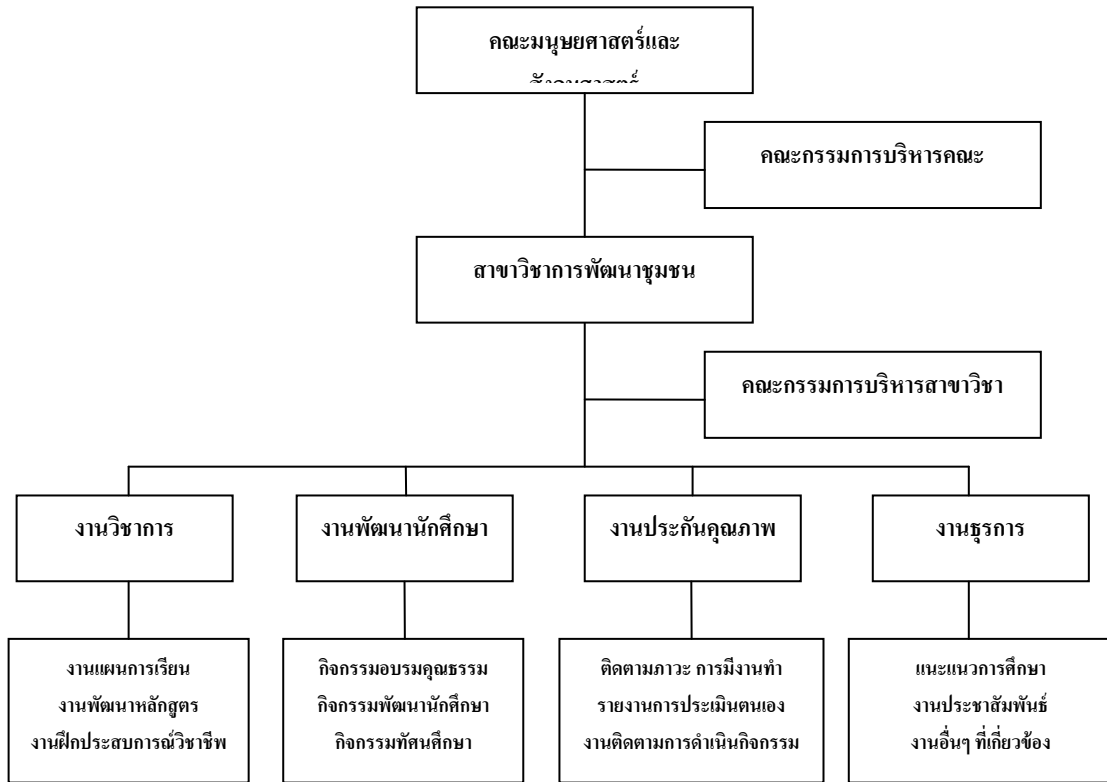 คณะมนุษยศาสตร์และ
สังคมศาสตร์
คณะกรรมการบริหารคณะ
สาขาวิชาการพัฒนาชุมชน
คณะกรรมการบริหารสาขาวิชา
งานวิชาการ
งานพัฒนานักศึกษา
งานประกันคุณภาพ
งานธุรการ
งานแผนการเรียน
งานพัฒนาหลักสูตร
งานฝึกประสบการณ์วิชาชีพ
กิจกรรมอบรมคุณธรรม
กิจกรรมพัฒนานักศึกษา
กิจกรรมทัศนศึกษา
ติดตามภาวะ การมีงานทำ
รายงานการประเมินตนเอง
งานติดตามการดำเนินกิจกรรม
แนะแนวการศึกษา
งานประชาสัมพันธ์
งานอื่นๆ ที่เกี่ยวข้อง